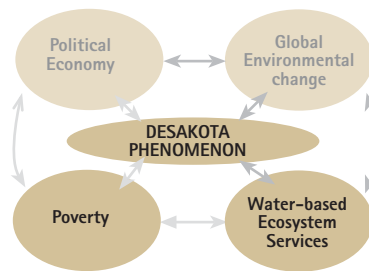 Political
Economy
Global
Environmental
change
DESAKOTA
PHENOMENON
Poverty
Water-based
Ecosystem
Services